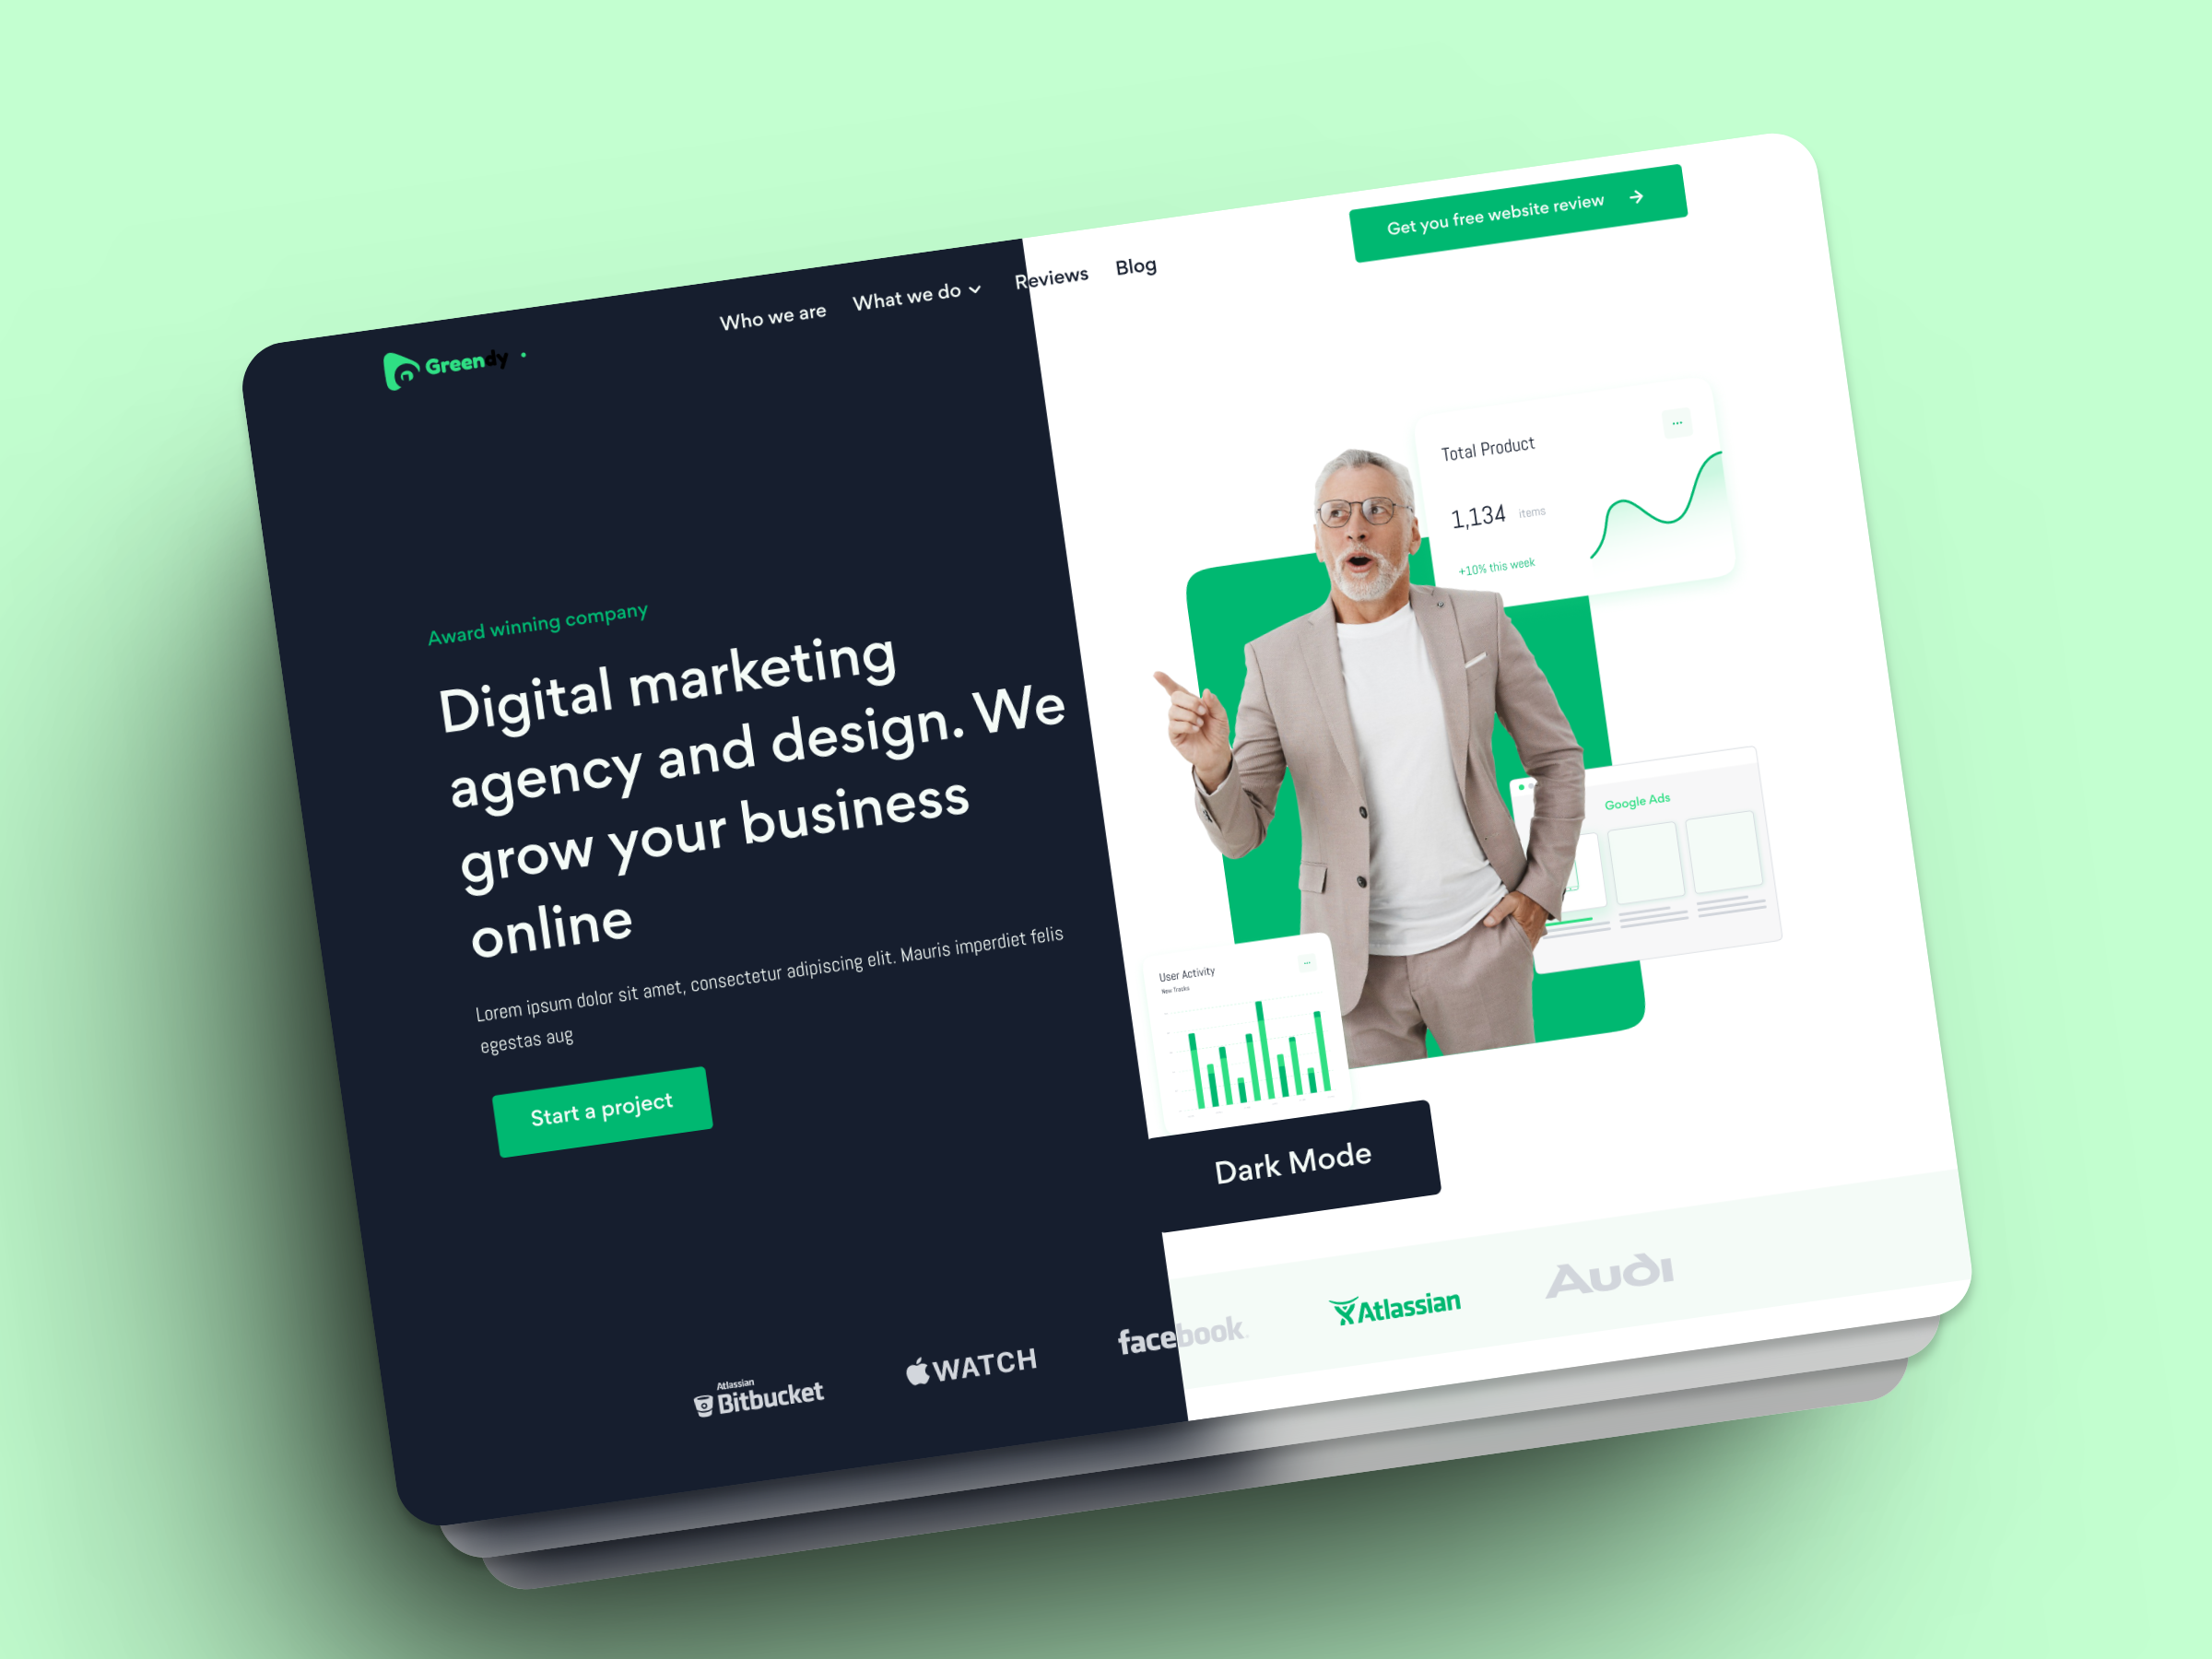 Get you free website review
Who we are
What we do
Reviews
Blog
Greendy
Total Product
1,134 items
+10% this week
Award winning company
Digital marketing
agency and design. We
grow your business
online
Lorem ipsum dolor sit amet, consectetur adipiscing elit. Mauris imperdiet felis
egestas aug
Start a project
Google Ads
User Activity
New Tracks
Dark Mode
Atlassian
Bitbucket
WATCH
facebook
Atlassian
Audi